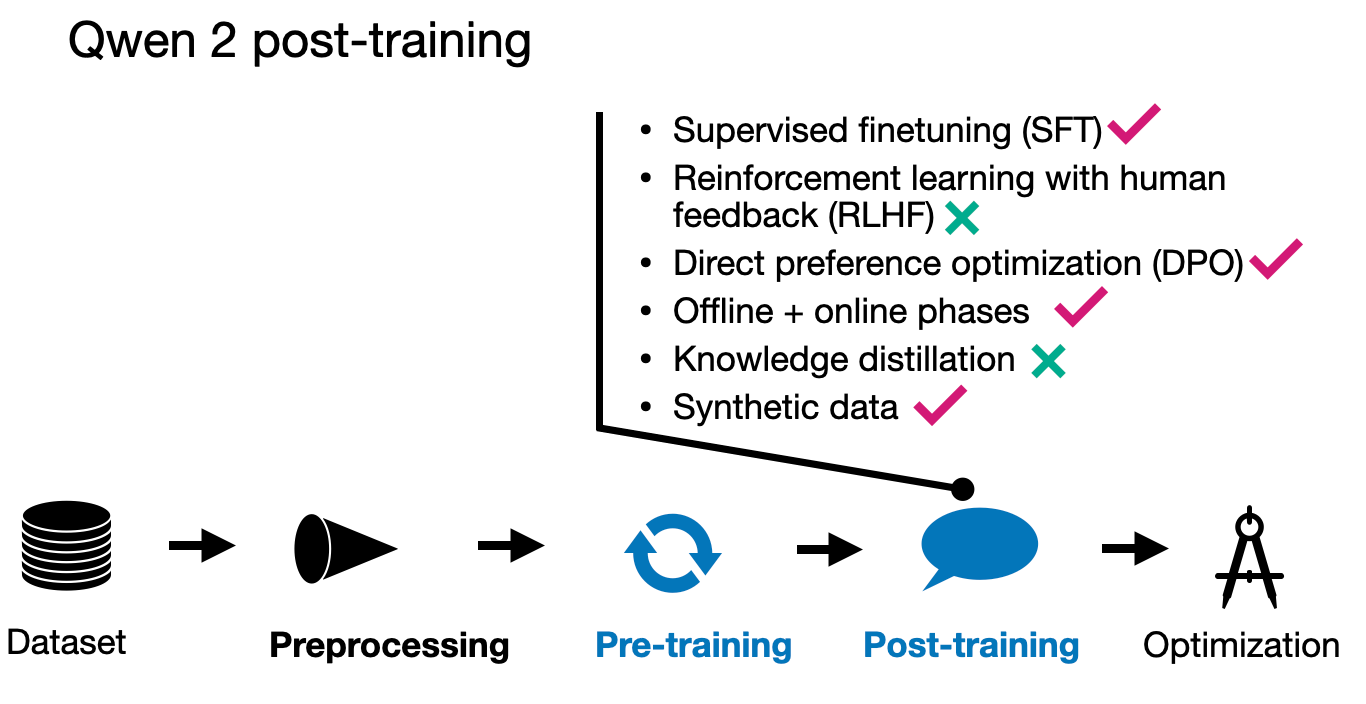 Qwen 2 post-training
• Supervised finetuning (SFT)
• Reinforcement learning with human
feedback (RLHF)
• Direct preference optimization (DPO)
• Offline + online phases
• Knowledge distillation
• Synthetic data
Dataset
Preprocessing
Pre-training
Post-training
Optimization